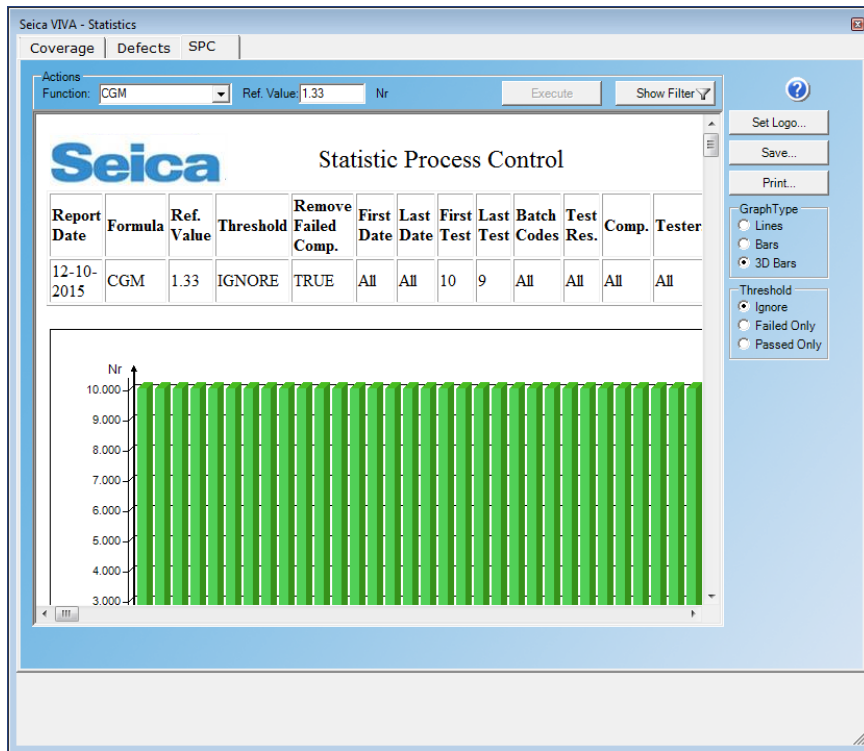 Seica VIVA - Statistics
Coverage Defects SPC
Actions
Function: CGM Ref. Value: 1.33 Nr Execute Show Filter
Set Logo...
Save...
Print...
GraphType
Lines
Bars
3D Bars
Threshold
Ignore
Failed Only
Passed Only
Seica Statistic Process Control
Report Date Formula Ref. Value Threshold Remove Failed Comp. First Date Last Date First Test Last Test Batch Codes Test Res. Comp. Tester
12-10-2015 CGM 1.33 IGNORE TRUE All All 10 9 All All All All
Nr
10.000
9.000
8.000
7.000
6.000
5.000
4.000
3.000